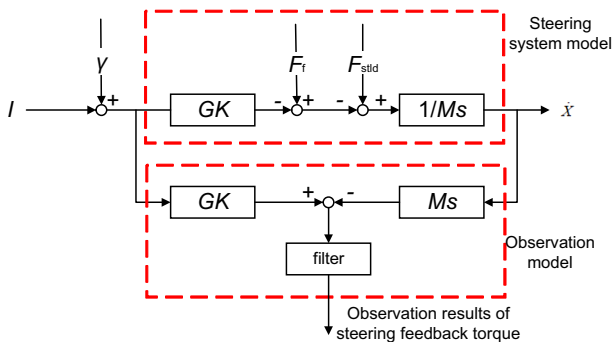 Steering
system model
γ
F_f
F_stld
I
+
GK
-
+
-
+
1/Ms
ẋ
GK
+
-
Ms
filter
Observation
model
Observation results of
steering feedback torque